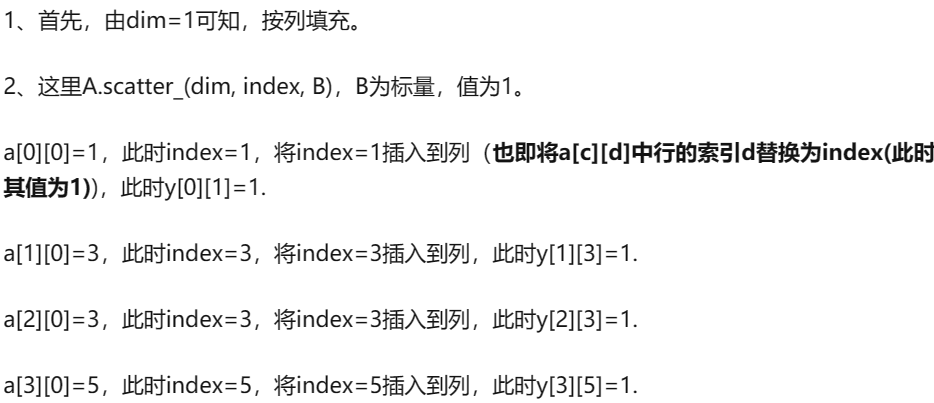 1、首先，由dim=1可知，按列填充。
2、这里A.scatter_(dim, index, B)，B为标量，值为1。
a[0][0]=1，此时index=1，将index=1插入到列（也即将a[c][d]中行的索引d替换为index(此时
其值为1)），此时y[0][1]=1.
a[1][0]=3，此时index=3，将index=3插入到列，此时y[1][3]=1.
a[2][0]=3，此时index=3，将index=3插入到列，此时y[2][3]=1.
a[3][0]=5，此时index=5，将index=5插入到列，此时y[3][5]=1.